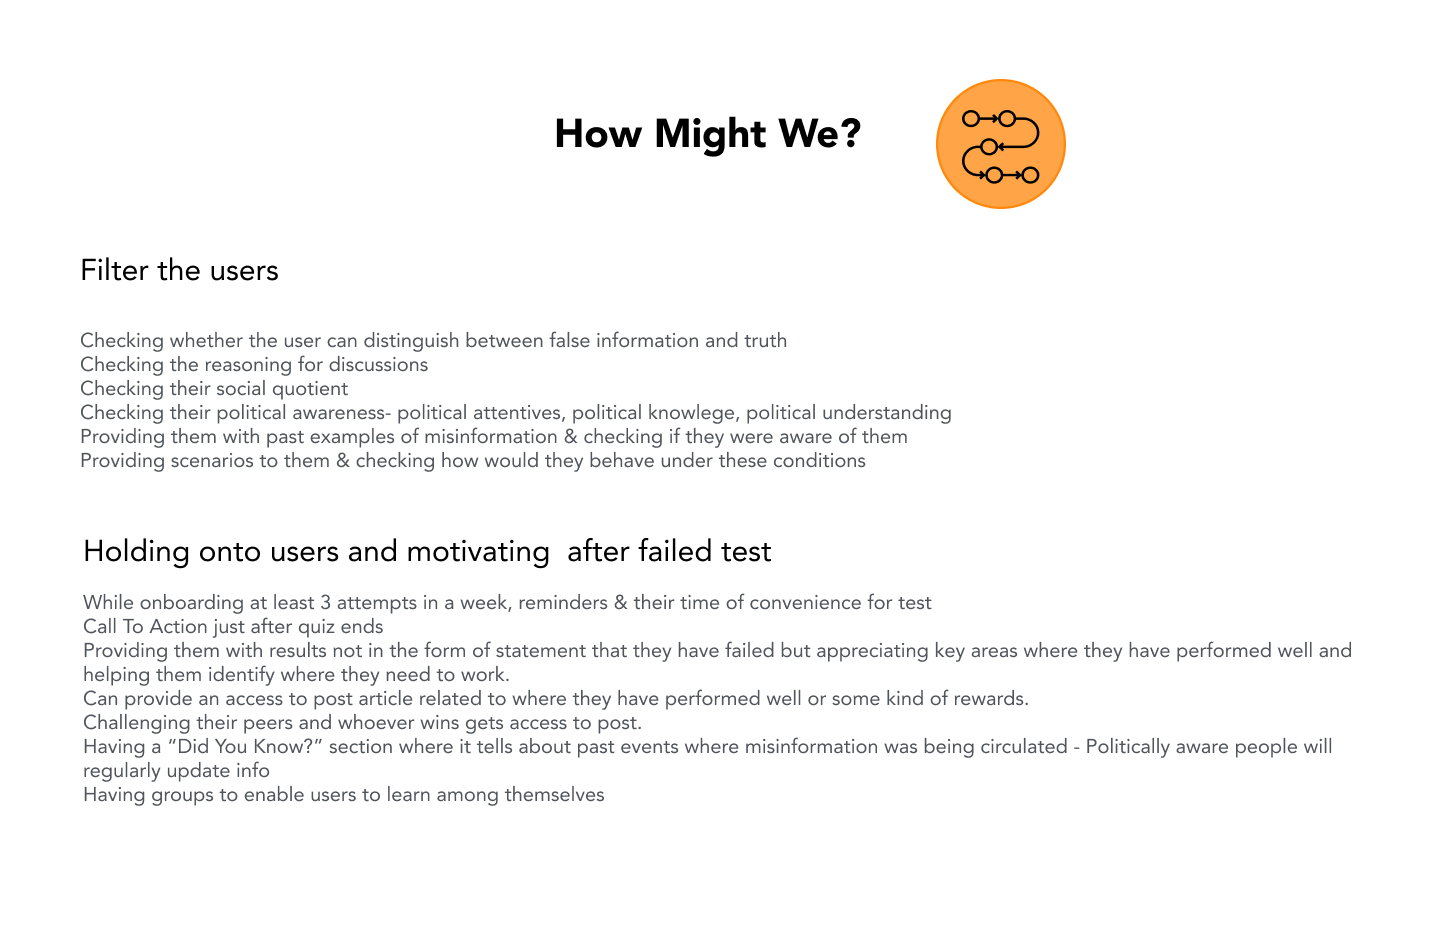 How Might We?
Filter the users
Checking whether the user can distinguish between false information and truth
Checking the reasoning for discussions
Checking their social quotient
Checking their political awareness- political attentives, political knowlege, political understanding
Providing them with past examples of misinformation & checking if they were aware of them
Providing scenarios to them & checking how would they behave under these conditions
Holding onto users and motivating  after failed test
While onboarding at least 3 attempts in a week, reminders & their time of convenience for test
Call To Action just after quiz ends
Providing them with results not in the form of statement that they have failed but appreciating key areas where they have performed well and
helping them identify where they need to work.
Can provide an access to post article related to where they have performed well or some kind of rewards.
Challenging their peers and whoever wins gets access to post.
Having a “Did You Know?” section where it tells about past events where misinformation was being circulated - Politically aware people will
regularly update info
Having groups to enable users to learn among themselves